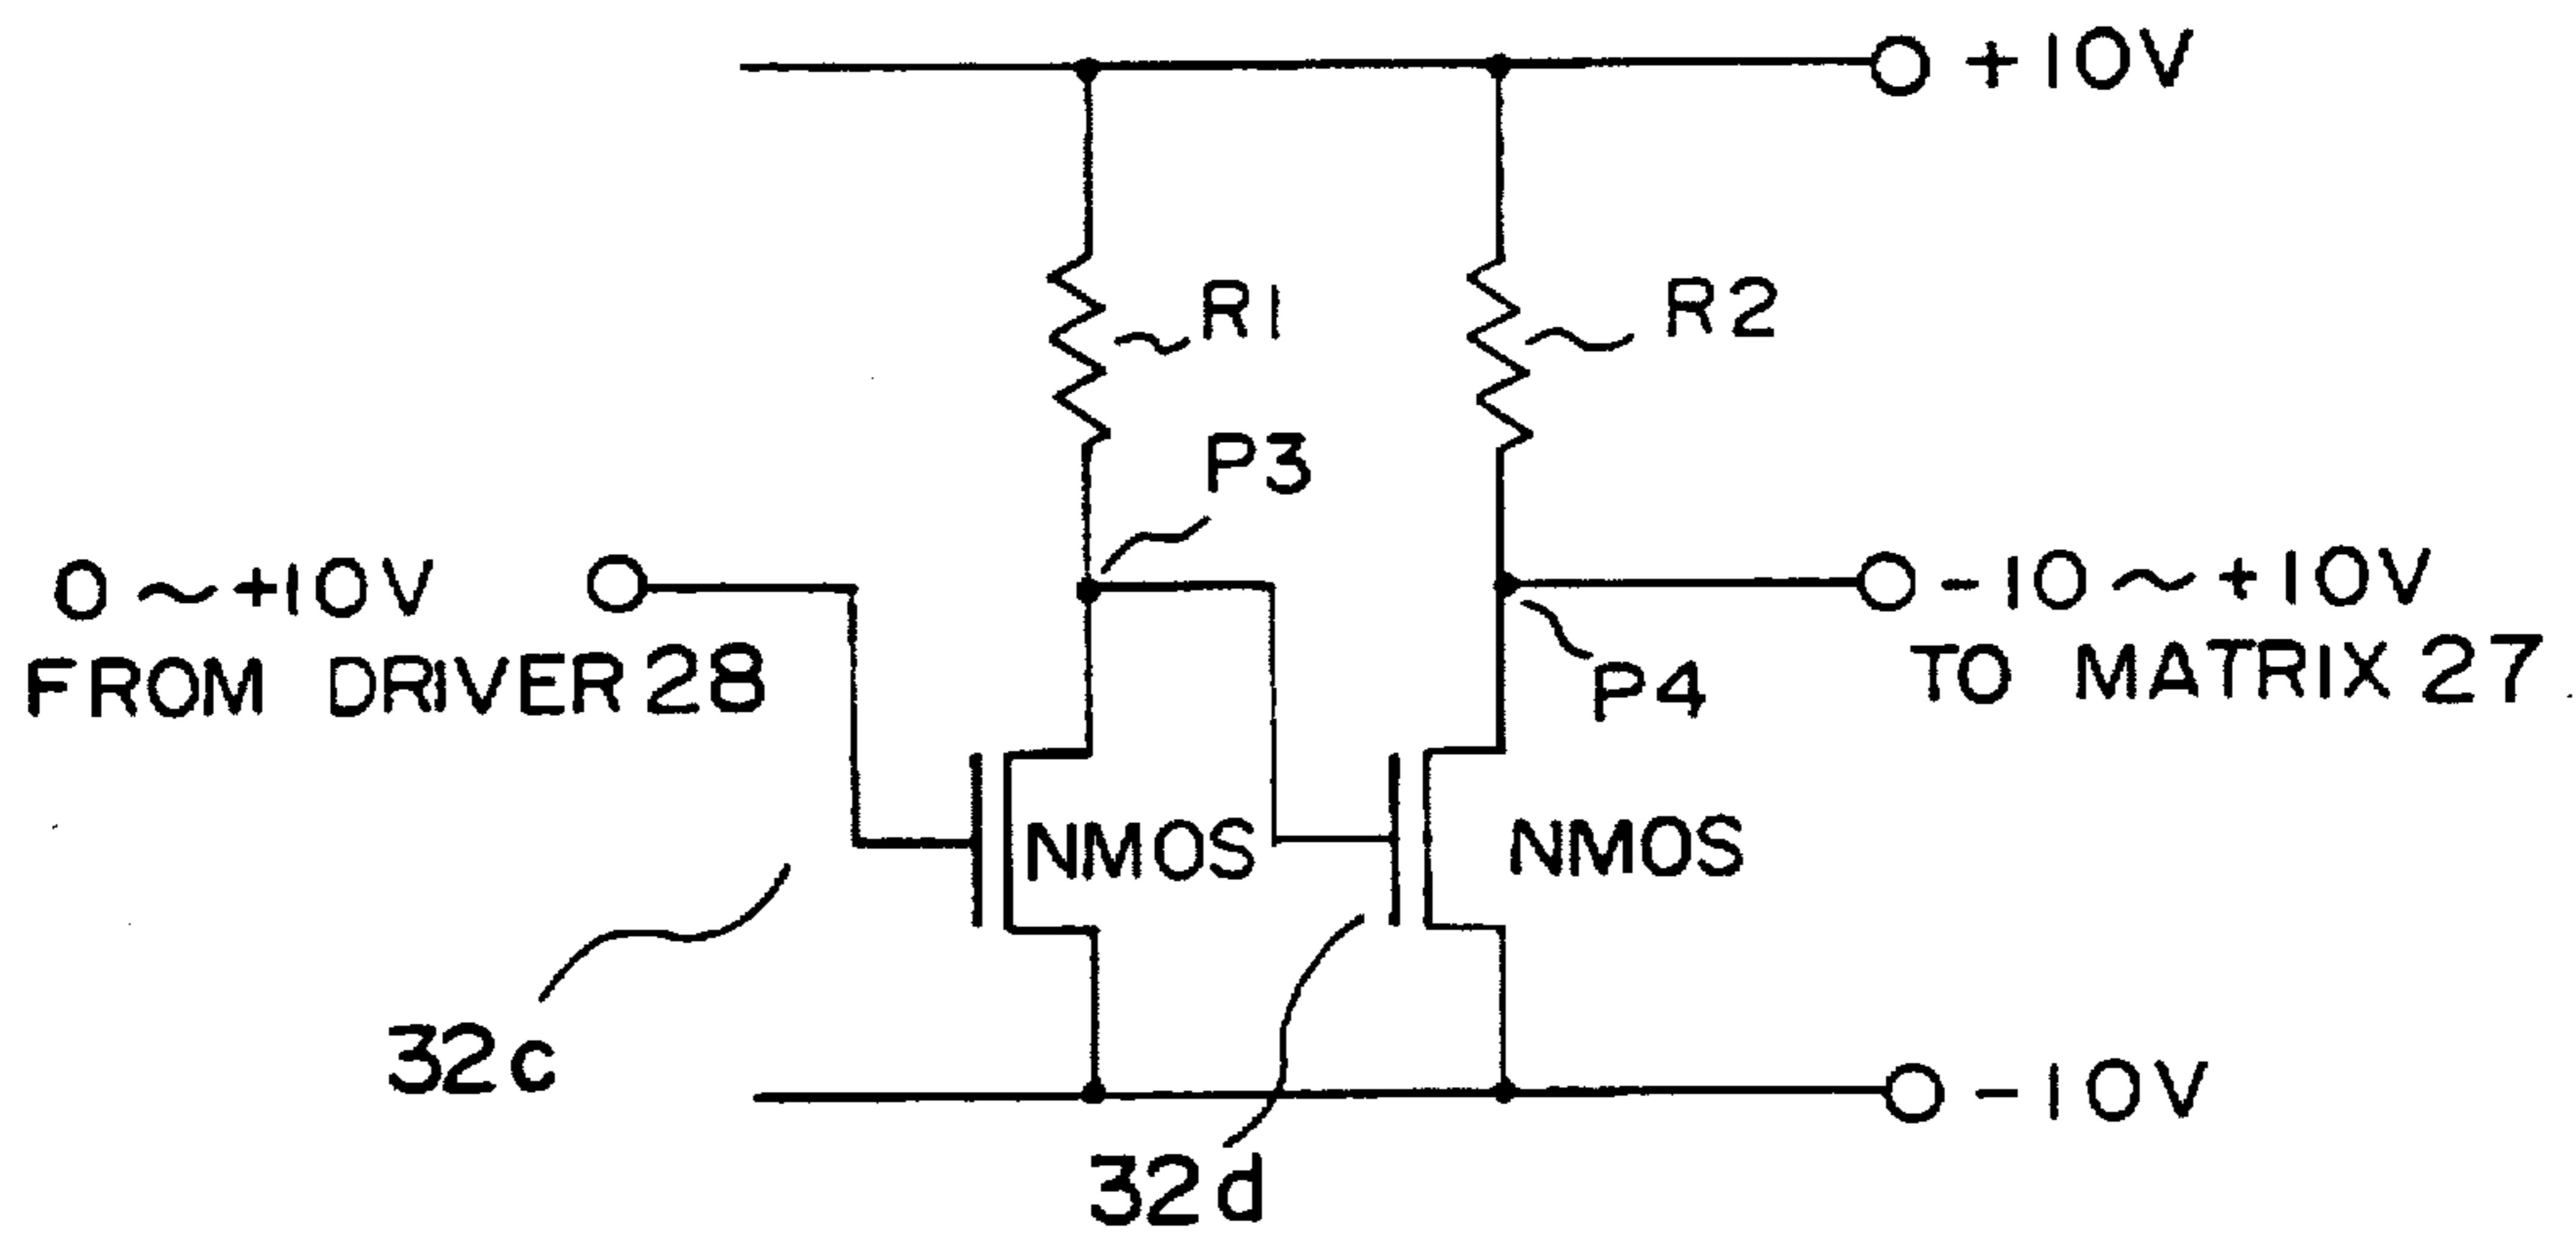 +10V
R1
R2
P3
0 ~ +10V
FROM DRIVER 28
-10 ~ +10V
TO MATRIX 27
P4
NMOS
NMOS
32c
32d
-10V